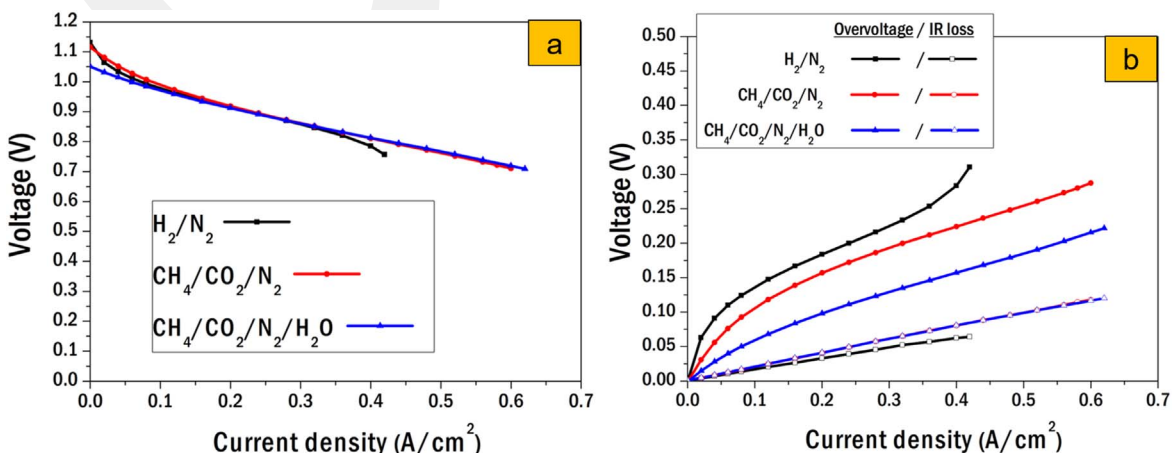 a
1.2
1.1
1.0
0.9
0.8
0.7
0.6
0.5
0.4
0.3
0.2
0.1
0.0
Voltage (V)
H₂/N₂
CH₄/CO₂/N₂
CH₄/CO₂/N₂/H₂O
0.0 0.1 0.2 0.3 0.4 0.5 0.6 0.7
Current density (A/cm²)
b
0.50
0.45
0.40
0.35
0.30
0.25
0.20
0.15
0.10
0.05
0.00
Voltage (V)
Overvoltage / IR loss
H₂/N₂ /
CH₄/CO₂/N₂ /
CH₄/CO₂/N₂/H₂O /
0.0 0.1 0.2 0.3 0.4 0.5 0.6 0.7
Current density (A/cm²)